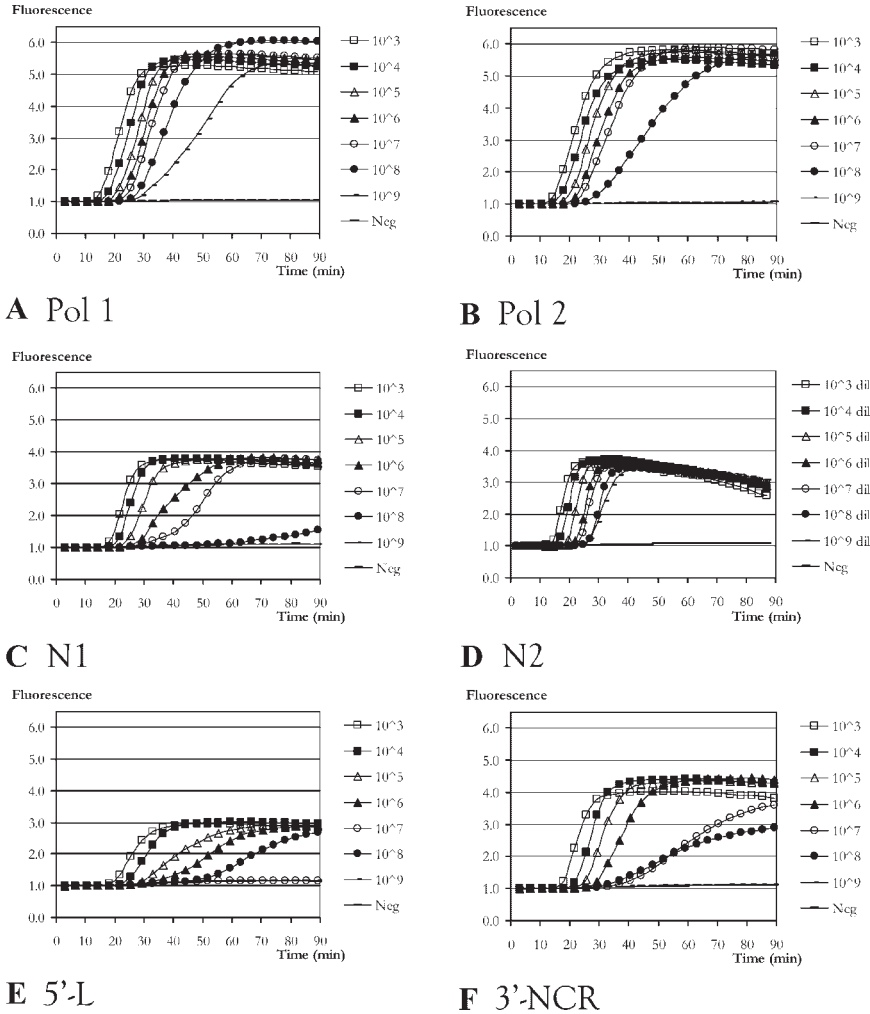 Fluorescence
6.0
5.0
4.0
3.0
2.0
1.0
0.0
0 10 20 30 40 50 60 70 80 90
Time (min)
10^3
10^4
10^5
10^6
10^7
10^8
10^9
Neg
A Pol 1
Fluorescence
6.0
5.0
4.0
3.0
2.0
1.0
0.0
0 10 20 30 40 50 60 70 80 90
Time (min)
10^3
10^4
10^5
10^6
10^7
10^8
10^9
Neg
B Pol 2
Fluorescence
6.0
5.0
4.0
3.0
2.0
1.0
0.0
0 10 20 30 40 50 60 70 80 90
Time (min)
10^3
10^4
10^5
10^6
10^7
10^8
10^9
Neg
C N1
Fluorescence
6.0
5.0
4.0
3.0
2.0
1.0
0.0
0 10 20 30 40 50 60 70 80 90
Time (min)
10^3 dil
10^4 dil
10^5 dil
10^6 dil
10^7 dil
10^8 dil
10^9 dil
Neg
D N2
Fluorescence
6.0
5.0
4.0
3.0
2.0
1.0
0.0
0 10 20 30 40 50 60 70 80 90
Time (min)
10^3
10^4
10^5
10^6
10^7
10^8
10^9
Neg
E 5’-L
Fluorescence
6.0
5.0
4.0
3.0
2.0
1.0
0.0
0 10 20 30 40 50 60 70 80 90
Time (min)
10^3
10^4
10^5
10^6
10^7
10^8
10^9
Neg
F 3’-NCR